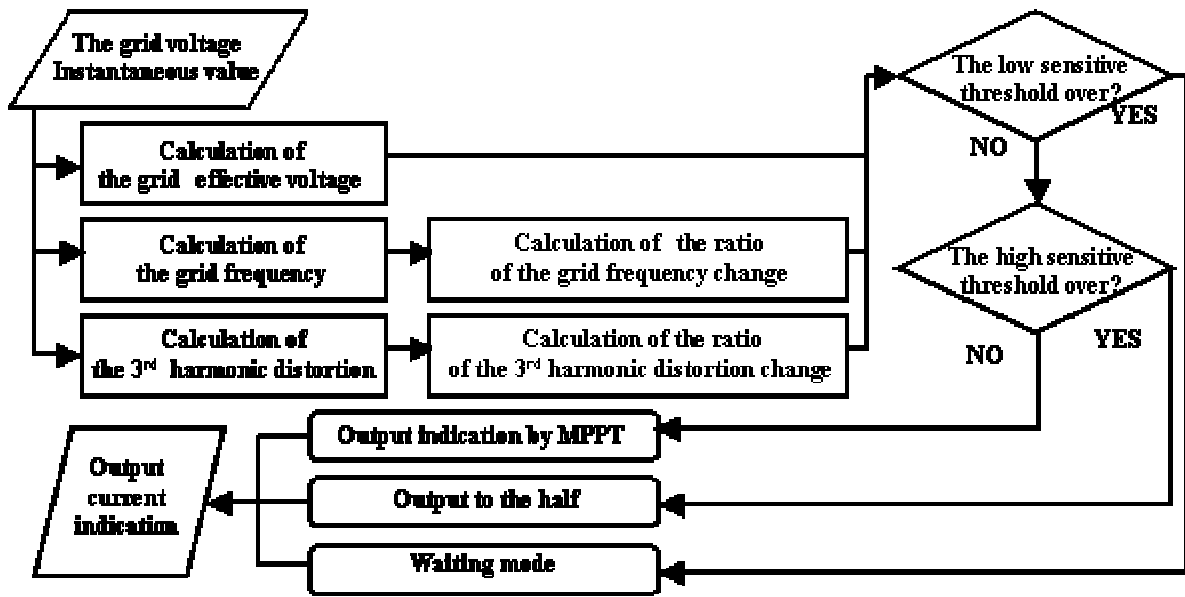 The grid voltage
Instantaneous value
Calculation of
the grid effective voltage
Calculation of
the grid frequency
Calculation of the ratio
of the grid frequency change
Calculation of
the 3rd harmonic distortion
Calculation of the ratio
of the 3rd harmonic distortion change
The low sensitive
threshold over?
YES
NO
The high sensitive
threshold over?
YES
NO
Output indication by MPPT
Output to the half
Waiting mode
Output
current
indication